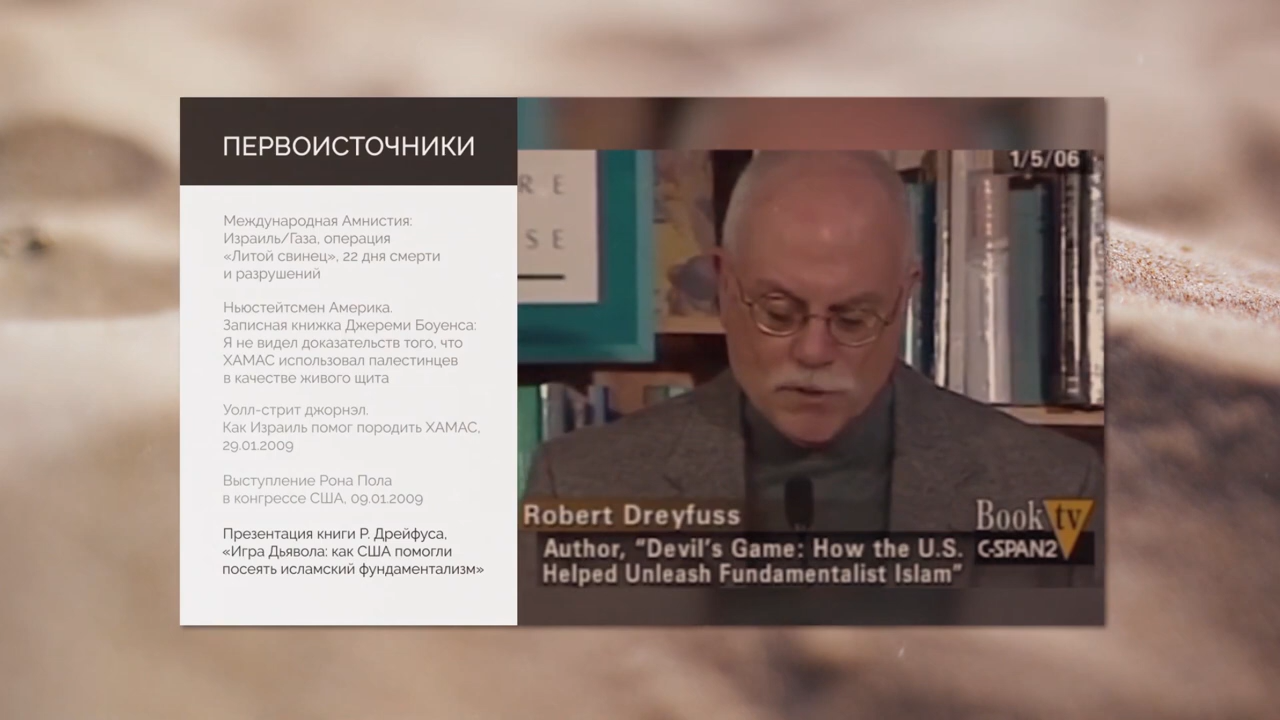 ПЕРВОИСТОЧНИКИ
Международная Амнистия:
Израиль/Газа, операция
«Литой свинец», 22 дня смерти
и разрушений
Ньюстейтсмен Америка.
Записная книжка Джереми Боуенса:
Я не видел доказательств того, что
ХАМАС использовал палестинцев
в качестве живого щита
Уолл-стрит джорнэл.
Как Израиль помог породить ХАМАС,
29.01.2009
Выступление Рона Пола
в конгрессе США, 09.01.2009
Презентация книги Р. Дрейфуса,
«Игра Дьявола: как США помогли
посеять исламский фундаментализм»
RE
SE
1/5/06
Robert Dreyfuss
Author, "Devil's Game: How the U.S.
Helped Unleash Fundamentalist Islam"
Book tv
C-SPAN2